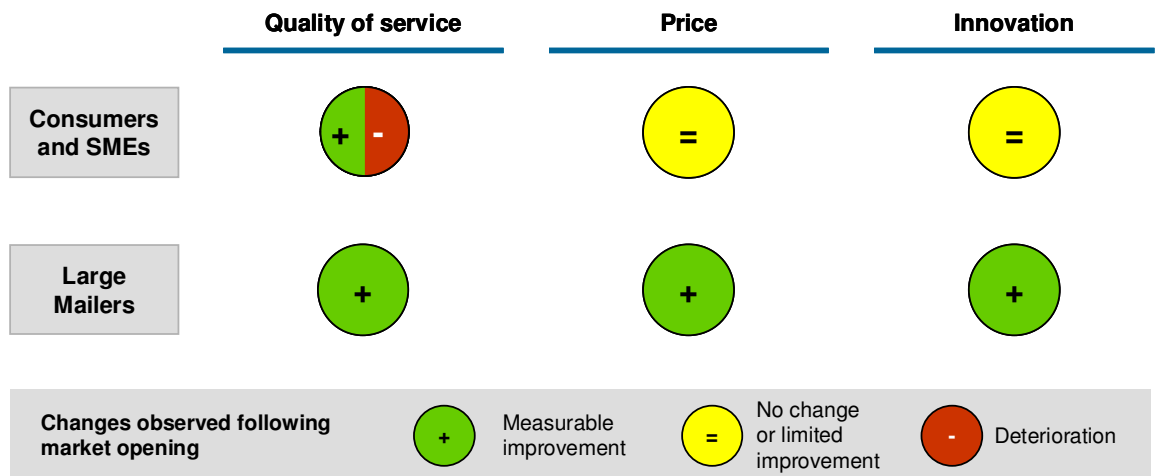 Quality of service
Price
Innovation
Consumers
and SMEs
+ -
=
=
Large
Mailers
+
+
+
Changes observed following
market opening
+
Measurable
improvement
=
No change
or limited
improvement
-
Deterioration